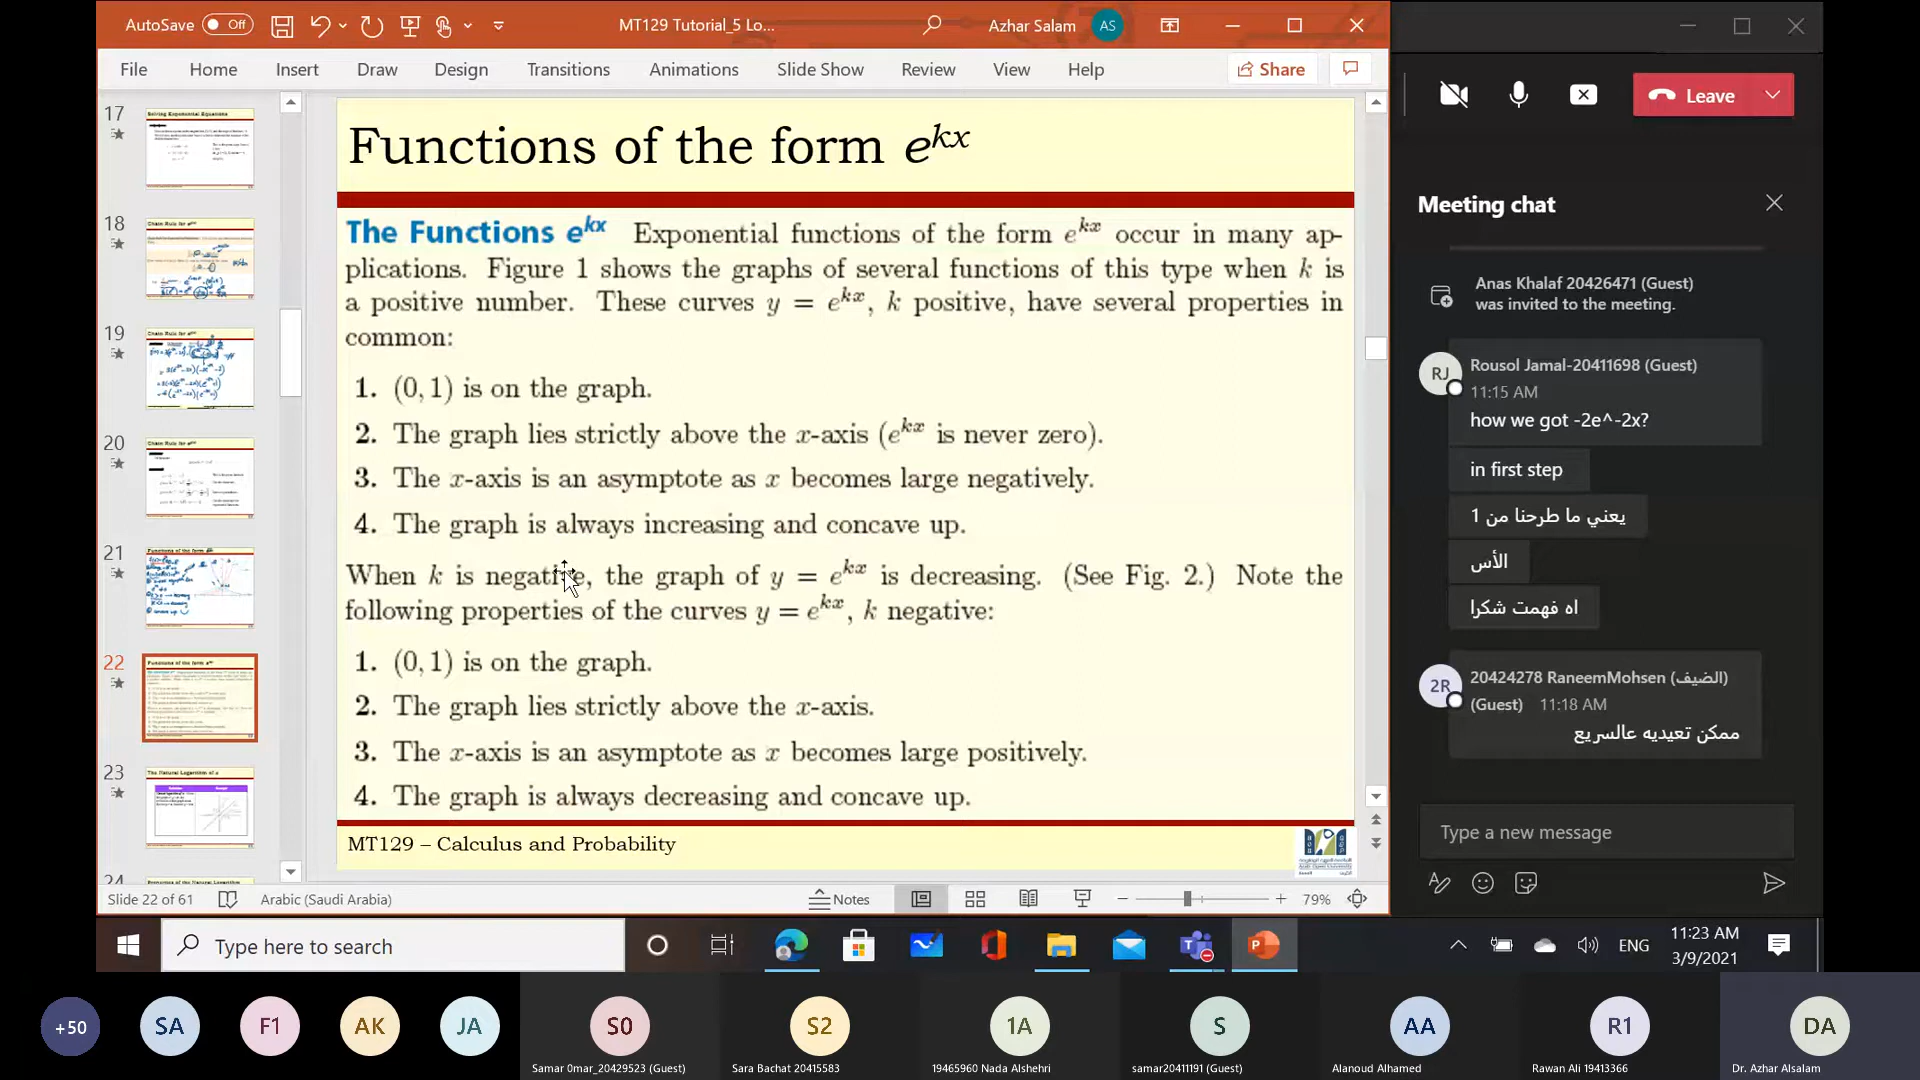 AutoSave Off
MT129 Tutorial_5 Lo...
Azhar Salam AS
File Home Insert Draw Design Transitions Animations Slide Show Review View Help Share
17
Solving Exponential Equations
18
19
20
21
22
23
The Natural Logarithm of x
24
Functions of the form e^kx
The Functions e^kx Exponential functions of the form e^kx occur in many ap-
plications. Figure 1 shows the graphs of several functions of this type when k is
a positive number. These curves y = e^kx, k positive, have several properties in
common:
1. (0, 1) is on the graph.
2. The graph lies strictly above the x-axis (e^kx is never zero).
3. The x-axis is an asymptote as x becomes large negatively.
4. The graph is always increasing and concave up.
When k is negative, the graph of y = e^kx is decreasing. (See Fig. 2.) Note the
following properties of the curves y = e^kx, k negative:
1. (0, 1) is on the graph.
2. The graph lies strictly above the x-axis.
3. The x-axis is an asymptote as x becomes large positively.
4. The graph is always decreasing and concave up.
MT129 – Calculus and Probability
Slide 22 of 61 Arabic (Saudi Arabia) Notes 79%
Leave
Meeting chat
Anas Khalaf 20426471 (Guest)
was invited to the meeting.
RJ
Rousol Jamal-20411698 (Guest)
11:15 AM
how we got -2e^-2x?
in first step
يعني ما طرحنا من 1
الأس
اه فهمت شكرا
2R
20424278 RaneemMohsen (الضيف)
(Guest) 11:18 AM
ممكن تعيديه عالسريع
Type a new message
Type here to search
ENG
11:23 AM
3/9/2021
+50 SA F1 AK JA S0 S2 1A S AA R1 DA
Samar Omar_20429523 (Guest)
Sara Bachat 20415583
19465960 Nada Alshehri
samar20411191 (Guest)
Alanoud Alhamed
Rawan Ali 19413366
Dr. Azhar Alsalam